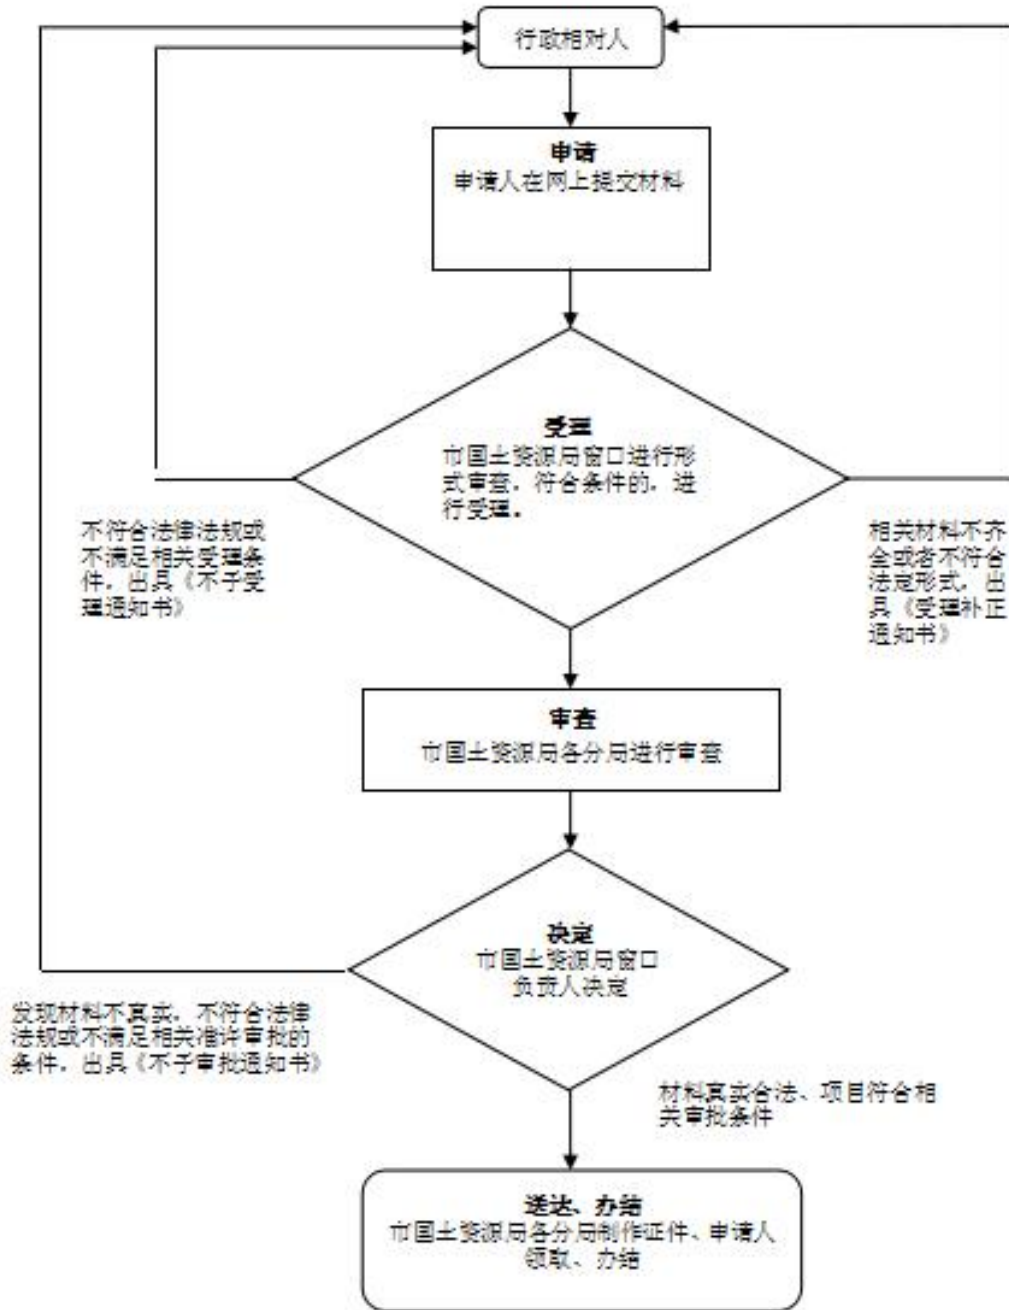 行政相对人
申请
申请人在网上提交材料
受理
市国土资源局窗口进行形
式审查，符合条件的，进
行受理。
不符合法律法规或
不满足相关受理条
件，出具《不予受
理通知书》
相关材料不齐
全或者不符合
法定形式，出
具《受理补正
通知书》
审查
市国土资源局各分局进行审查
决定
市国土资源局窗口
负责人决定
发现材料不真实，不符合法律
法规或不满足相关准许审批的
条件，出具《不予审批通知书》
材料真实合法、项目符合相
关审批条件
送达、办结
市国土资源局各分局制作证件、申请人
领取、办结